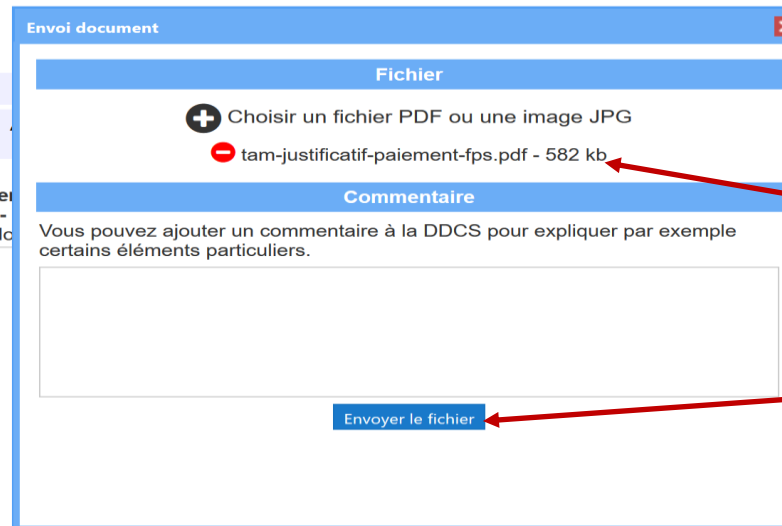 Envoi document
Fichier
Choisir un fichier PDF ou une image JPG
tam-justificatif-paiement-fps.pdf - 582 kb
Commentaire
Vous pouvez ajouter un commentaire à la DDCS pour expliquer par exemple
certains éléments particuliers.
Envoyer le fichier